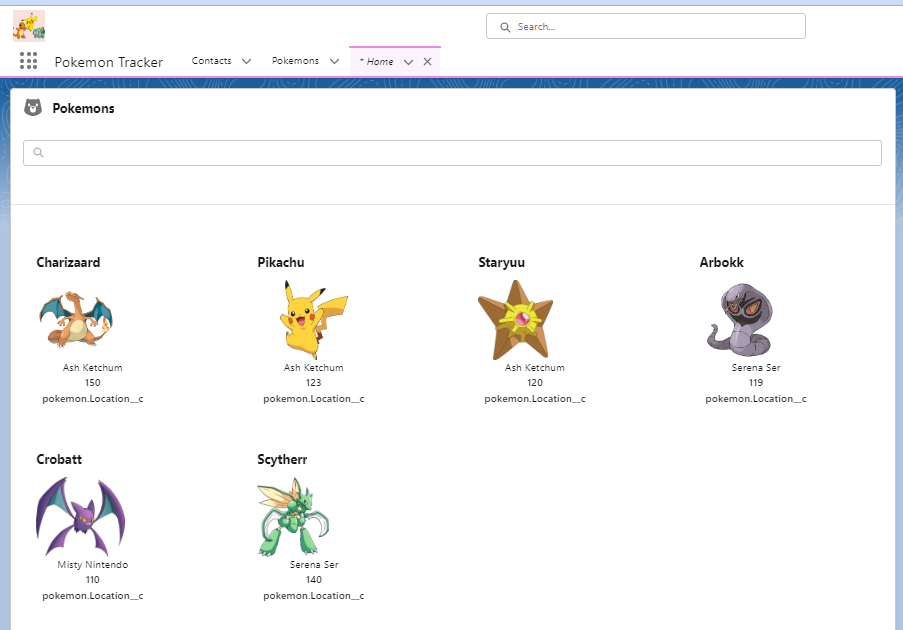 Search...
Pokemon Tracker
Contacts
Pokemons
* Home
Pokemons
Charizaard
Pikachu
Staryuu
Arbokk
Ash Ketchum
Ash Ketchum
Ash Ketchum
Serena Ser
150
123
120
119
pokemon.Location__c
pokemon.Location__c
pokemon.Location__c
pokemon.Location__c
Crobatt
Scytherr
Misty Nintendo
Serena Ser
110
140
pokemon.Location__c
pokemon.Location__c